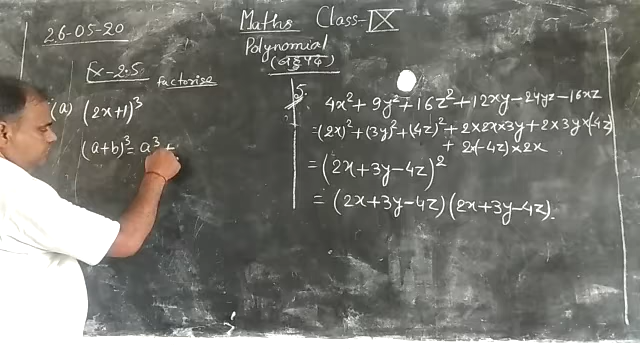 26-05-20
Maths Class-IX
Polynomial
(बहुपद)
Ex-2.5
factorise
(a) (2x+1)³
(a+b)³ = a³ +
5. 4x² + 9y² + 16z² + 12xy - 24yz - 16xz
= (2x)² + (3y)² + (4z)² + 2×2x×3y + 2×3y×(-4z)
+ 2(-4z)×2x
= (2x+3y-4z)²
= (2x+3y-4z)(2x+3y-4z).